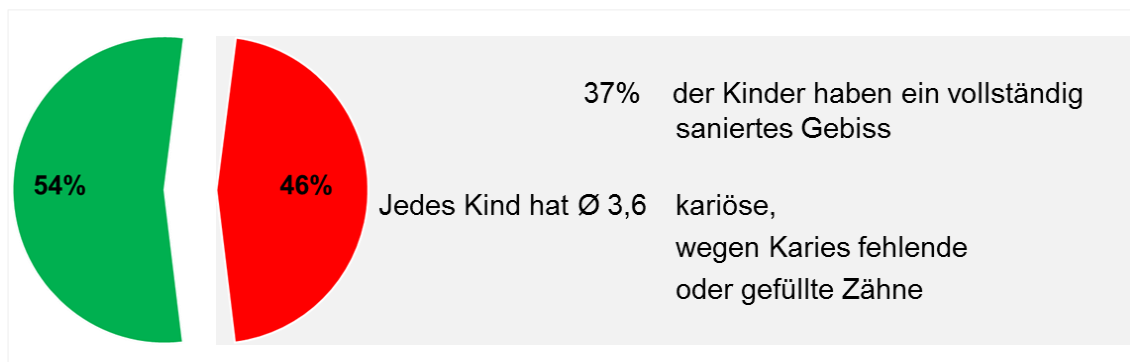 37% der Kinder haben ein vollständig
saniertes Gebiss
54%
46%
Jedes Kind hat Ø 3,6 kariöse,
wegen Karies fehlende
oder gefüllte Zähne